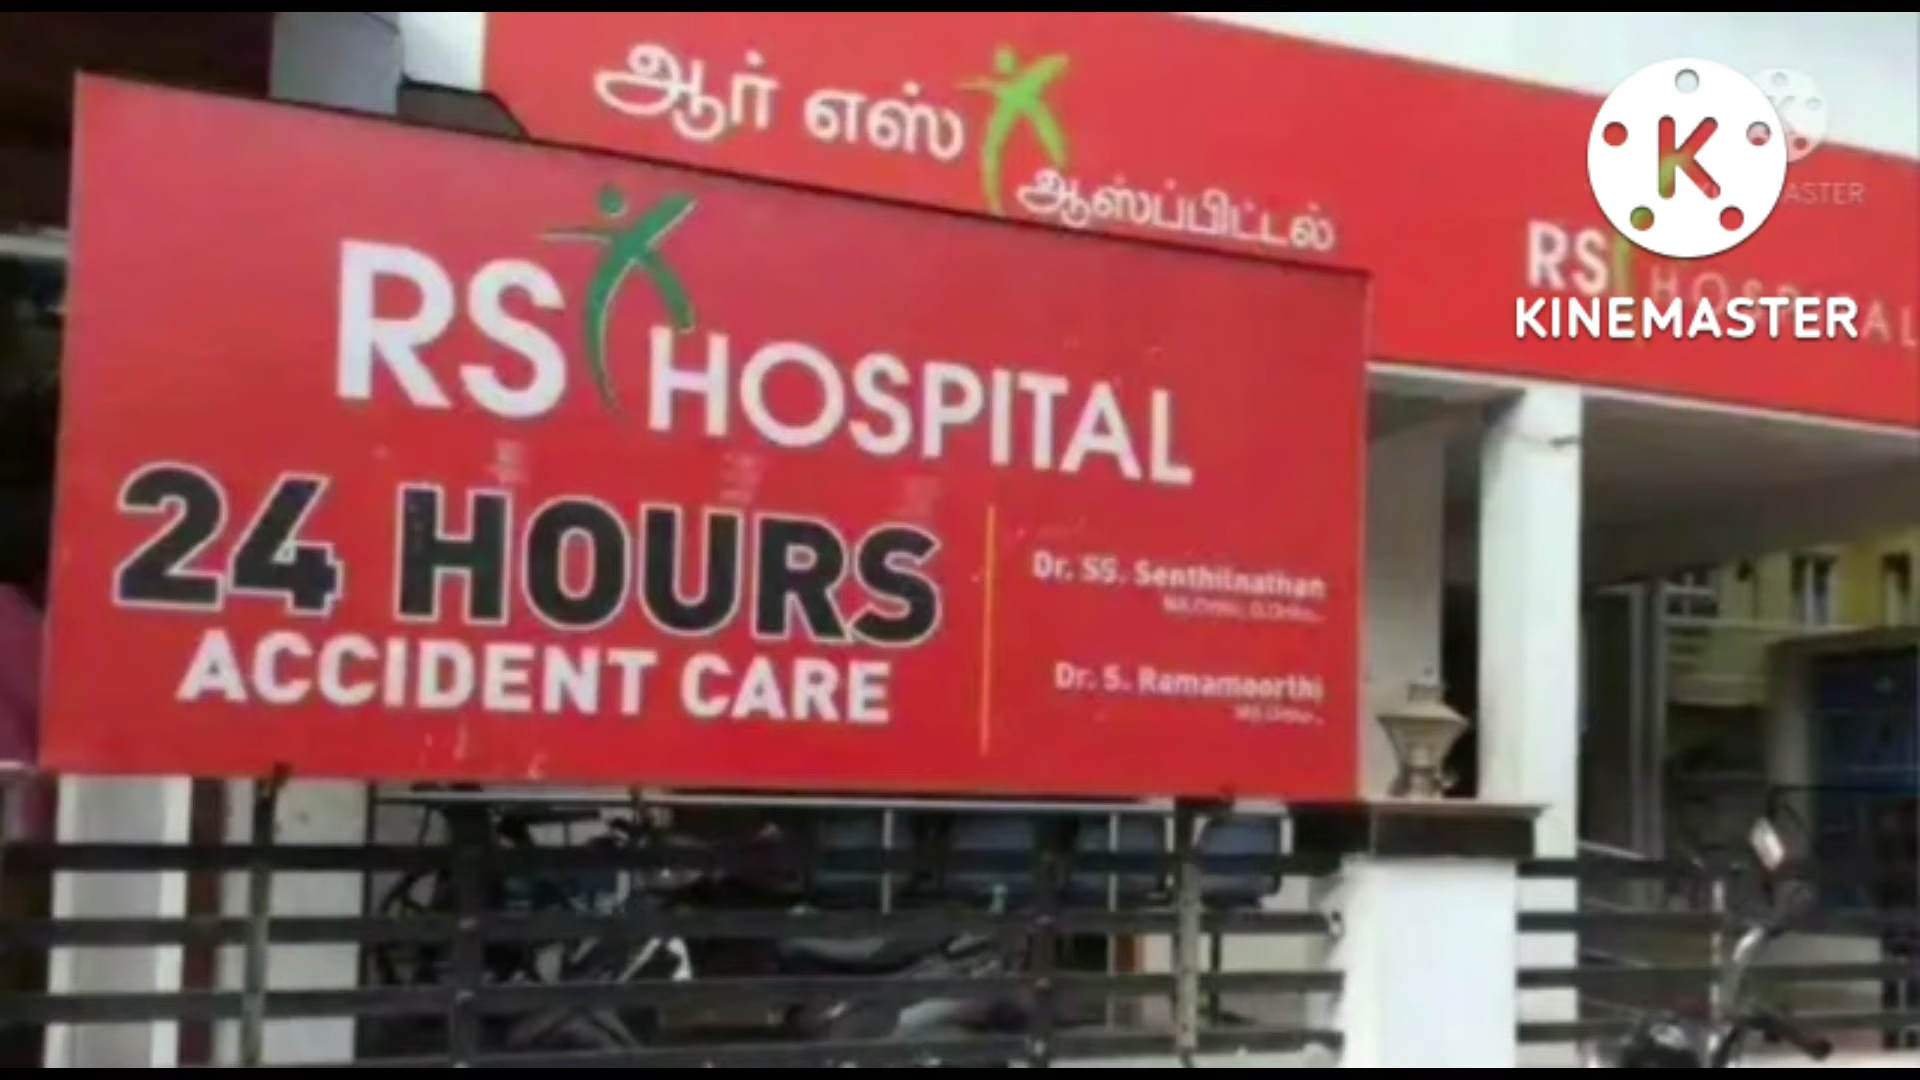 ஆர் எஸ்
ஆஸ்பிட்டல்
RS HOSPITAL
RS HOSPITAL
24 HOURS
ACCIDENT CARE
Dr. SS. Senthilnathan
Dr. S. Ramamoorthi
KINEMASTER